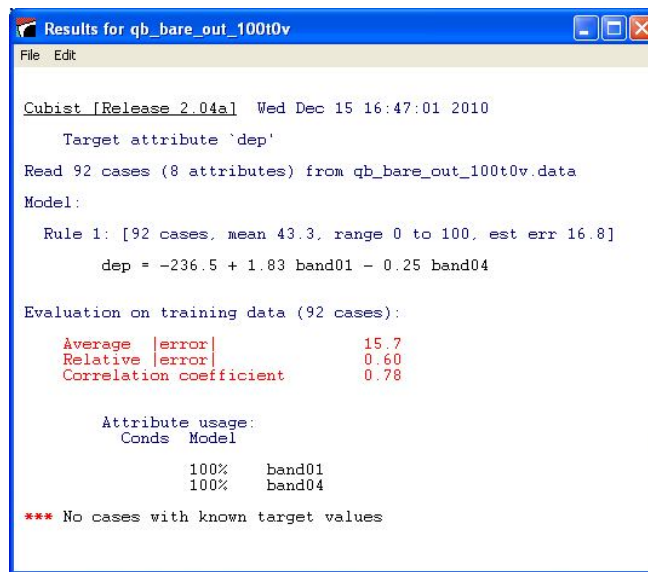 Results for qb_bare_out_100t0v
File Edit
Cubist [Release 2.04a] Wed Dec 15 16:47:01 2010
Target attribute `dep'
Read 92 cases (8 attributes) from qb_bare_out_100t0v.data
Model:
Rule 1: [92 cases, mean 43.3, range 0 to 100, est err 16.8]
dep = -236.5 + 1.83 band01 - 0.25 band04
Evaluation on training data (92 cases):
Average |error| 15.7
Relative |error| 0.60
Correlation coefficient 0.78
Attribute usage:
Conds Model
100% band01
100% band04
*** No cases with known target values